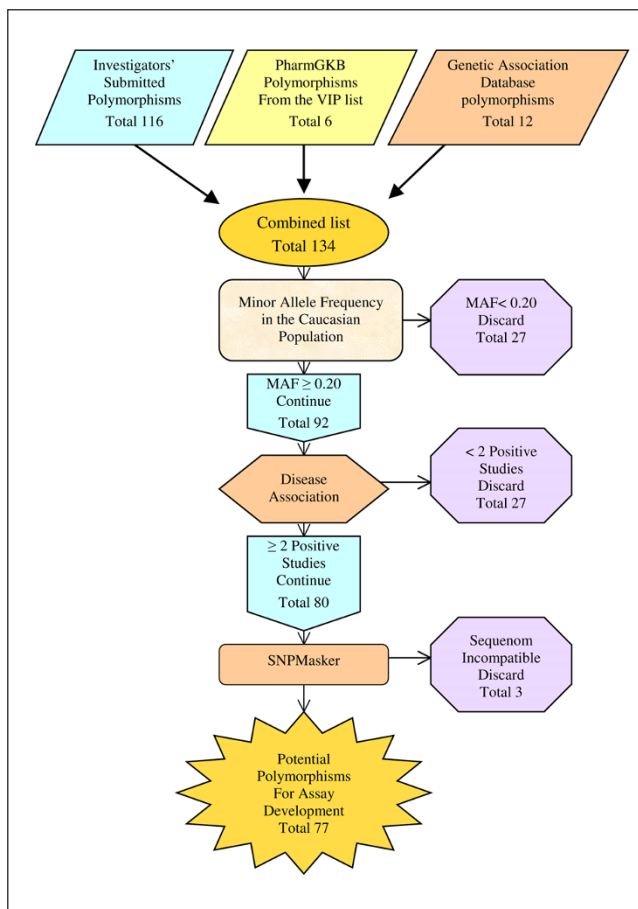 Investigators'
Submitted
Polymorphisms
Total 116
PharmGKB
Polymorphisms
From the VIP list
Total 6
Genetic Association
Database
polymorphisms
Total 12
Combined list
Total 134
Minor Allele Frequency
in the Caucasian
Population
MAF< 0.20
Discard
Total 27
MAF ≥ 0.20
Continue
Total 92
Disease
Association
< 2 Positive
Studies
Discard
Total 27
≥ 2 Positive
Studies
Continue
Total 80
SNPMasker
Sequenom
Incompatible
Discard
Total 3
Potential
Polymorphisms
For Assay
Development
Total 77